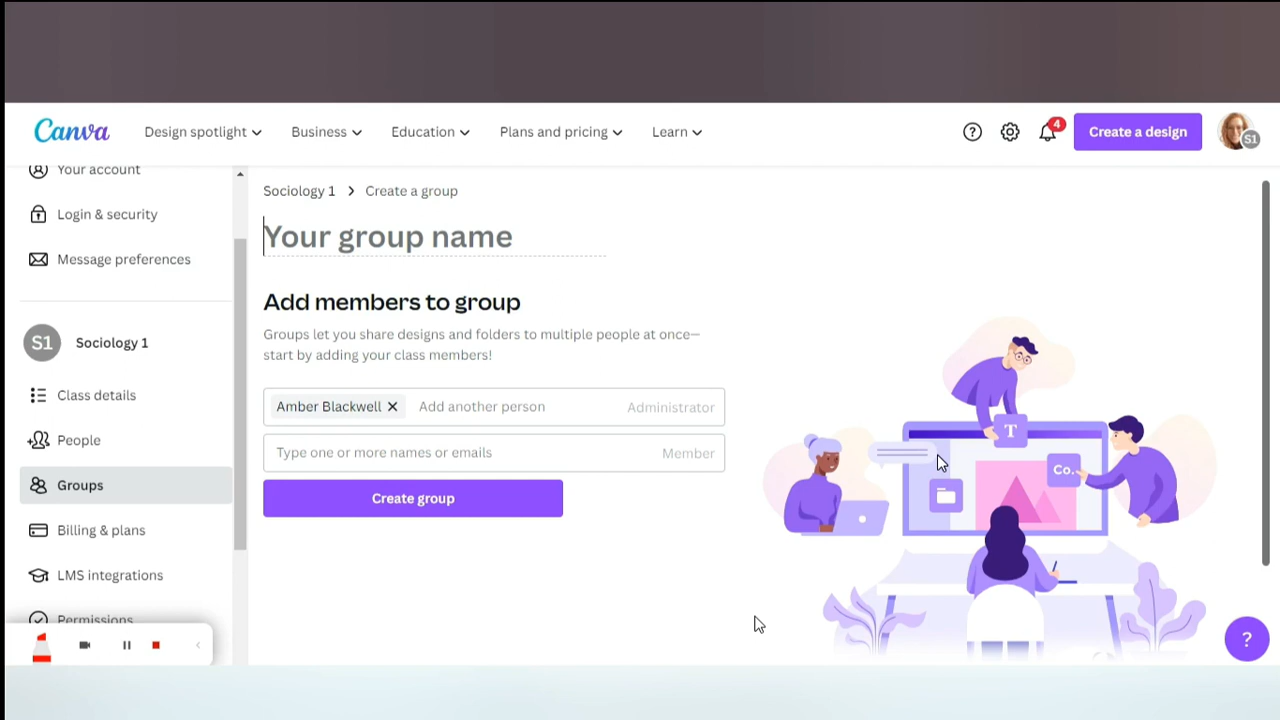 Canva
Design spotlight
Business
Education
Plans and pricing
Learn
4
Create a design
S1
Your account
Login & security
Message preferences
S1
Sociology 1
Class details
People
Groups
Billing & plans
LMS integrations
Permissions
Sociology 1 > Create a group
Your group name
Add members to group
Groups let you share designs and folders to multiple people at once—
start by adding your class members!
Amber Blackwell
Add another person
Administrator
Type one or more names or emails
Member
Create group
T
Co.
?